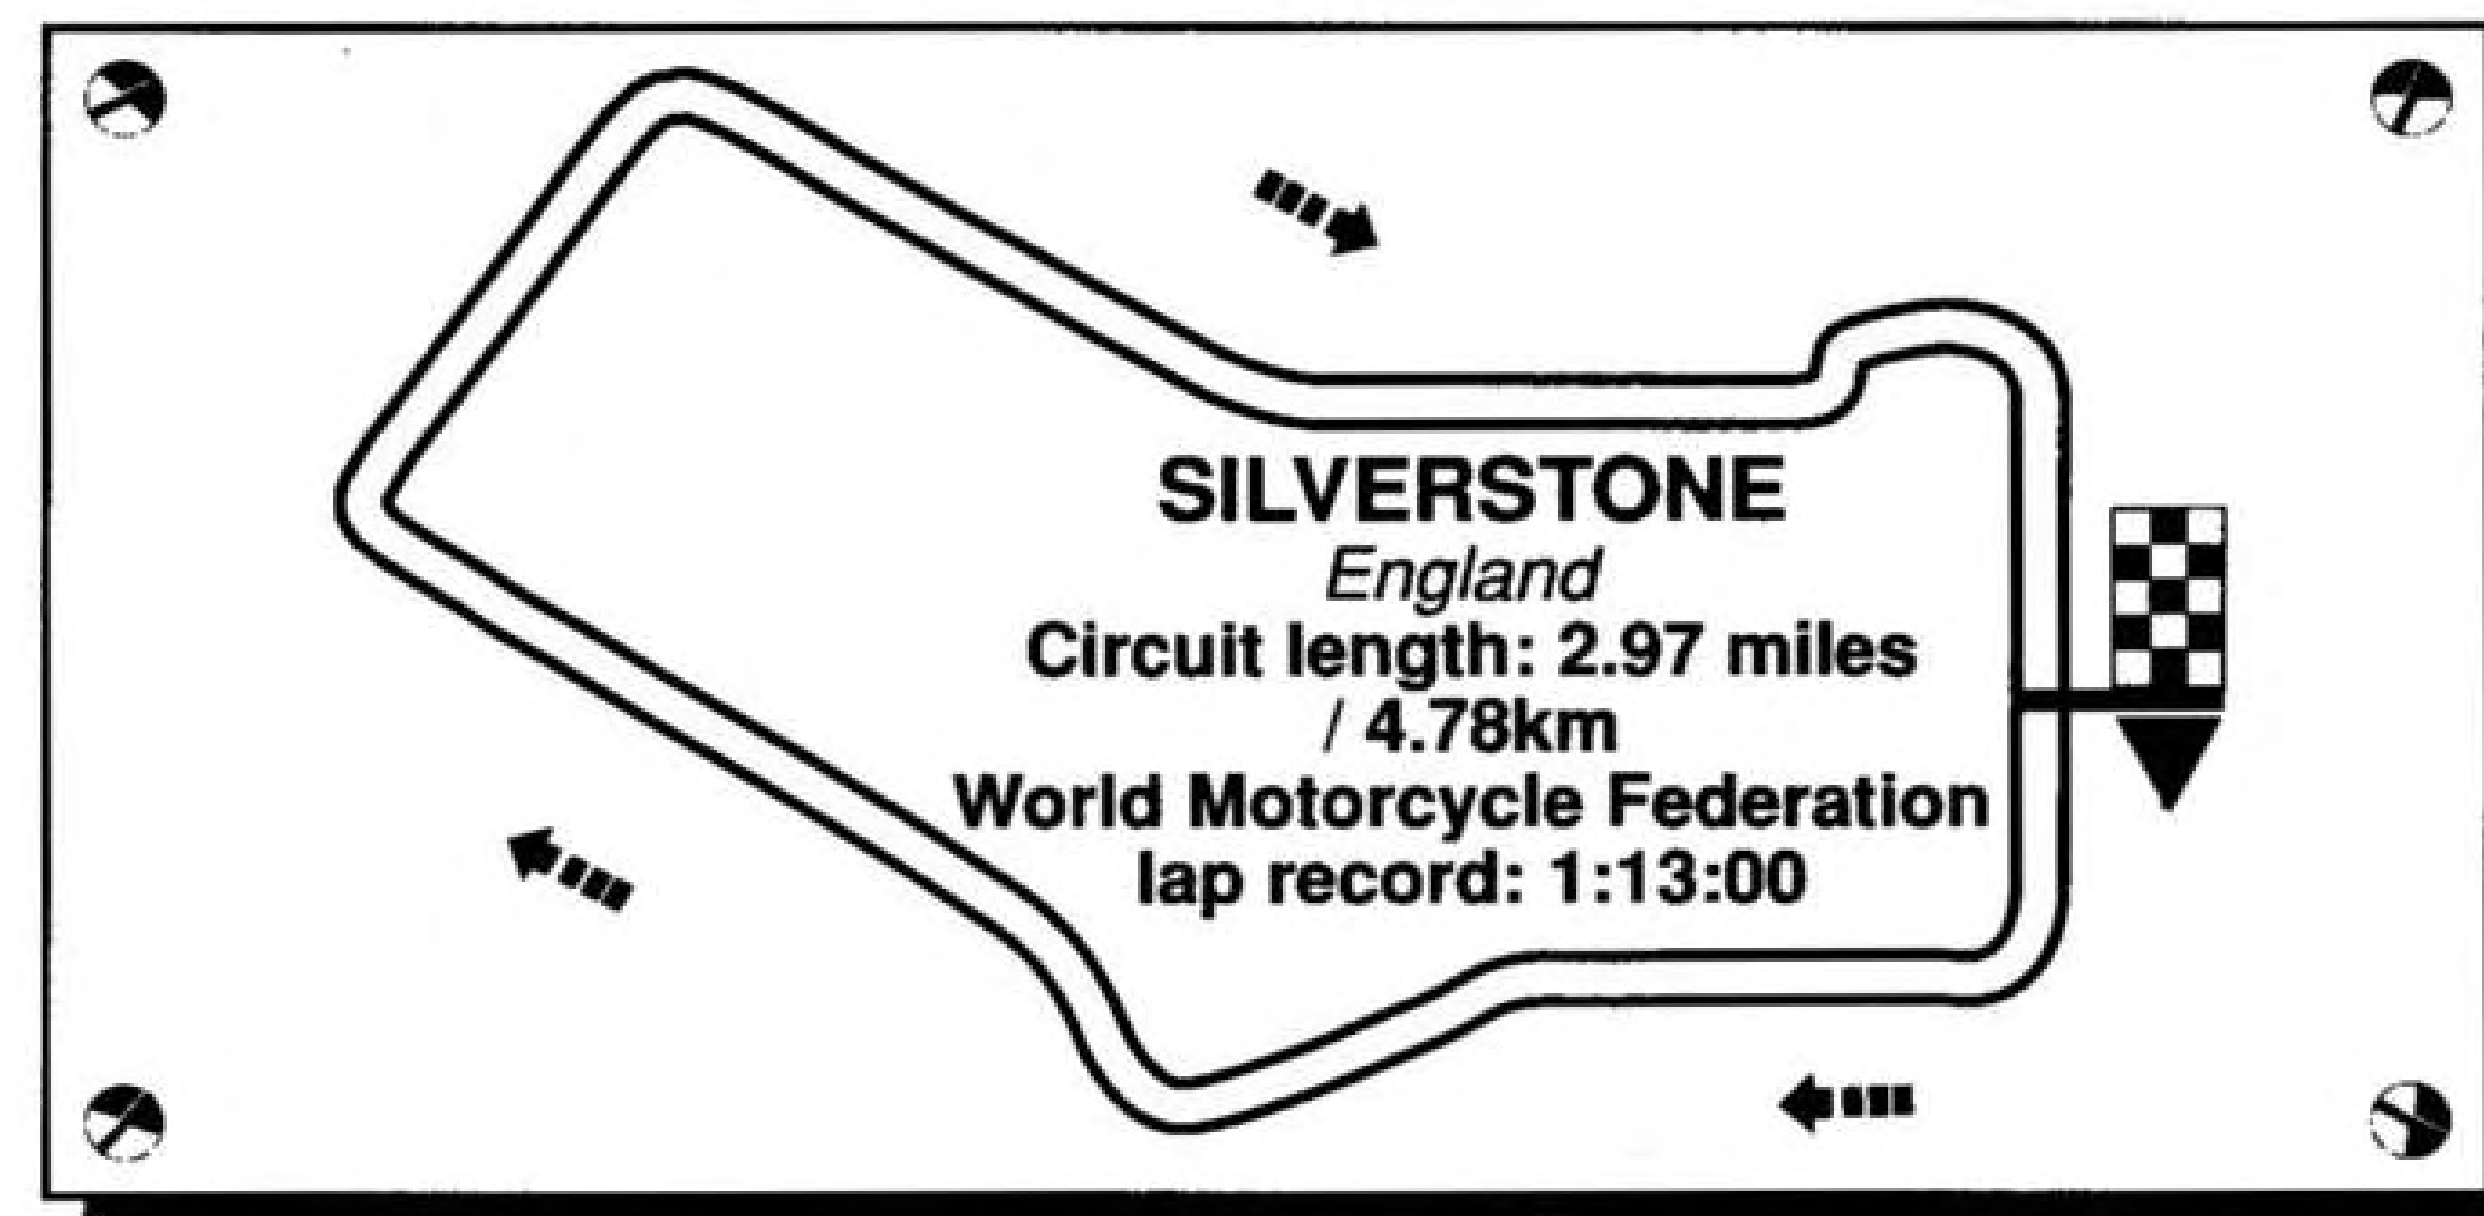 SILVERSTONE
England
Circuit length: 2.97 miles
/ 4.78km
World Motorcycle Federation
lap record: 1:13:00